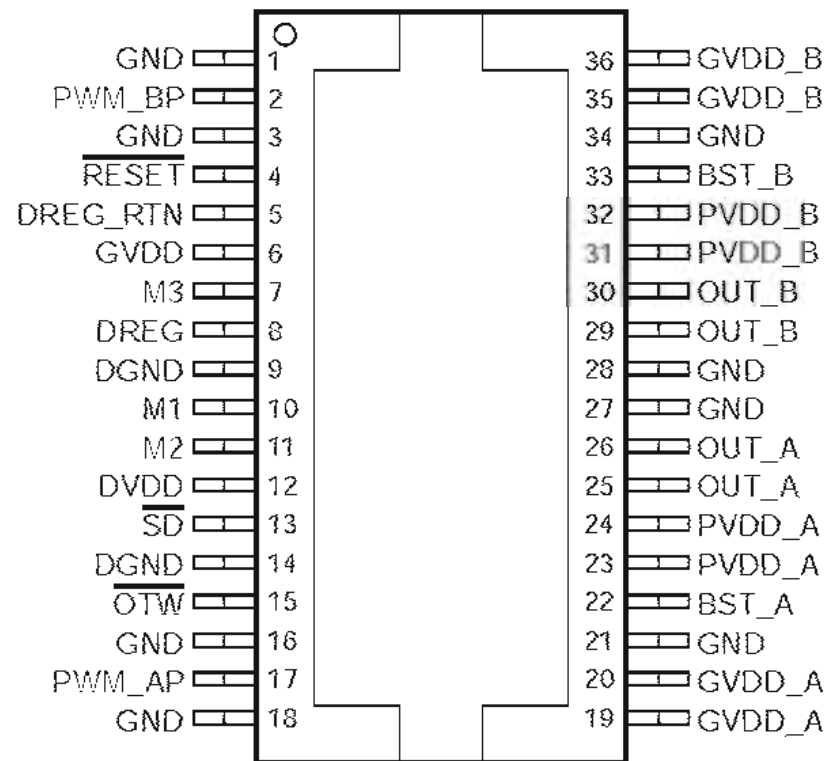 GND 1 36 GVDD_B
PWM_BP 2 35 GVDD_B
GND 3 34 GND
RESET 4 33 BST_B
DREG_RTN 5 32 PVDD_B
GVDD 6 31 PVDD_B
M3 7 30 OUT_B
DREG 8 29 OUT_B
DGND 9 28 GND
M1 10 27 GND
M2 11 26 OUT_A
DVDD 12 25 OUT_A
SD 13 24 PVDD_A
DGND 14 23 PVDD_A
OTW 15 22 BST_A
GND 16 21 GND
PWM_AP 17 20 GVDD_A
GND 18 19 GVDD_A